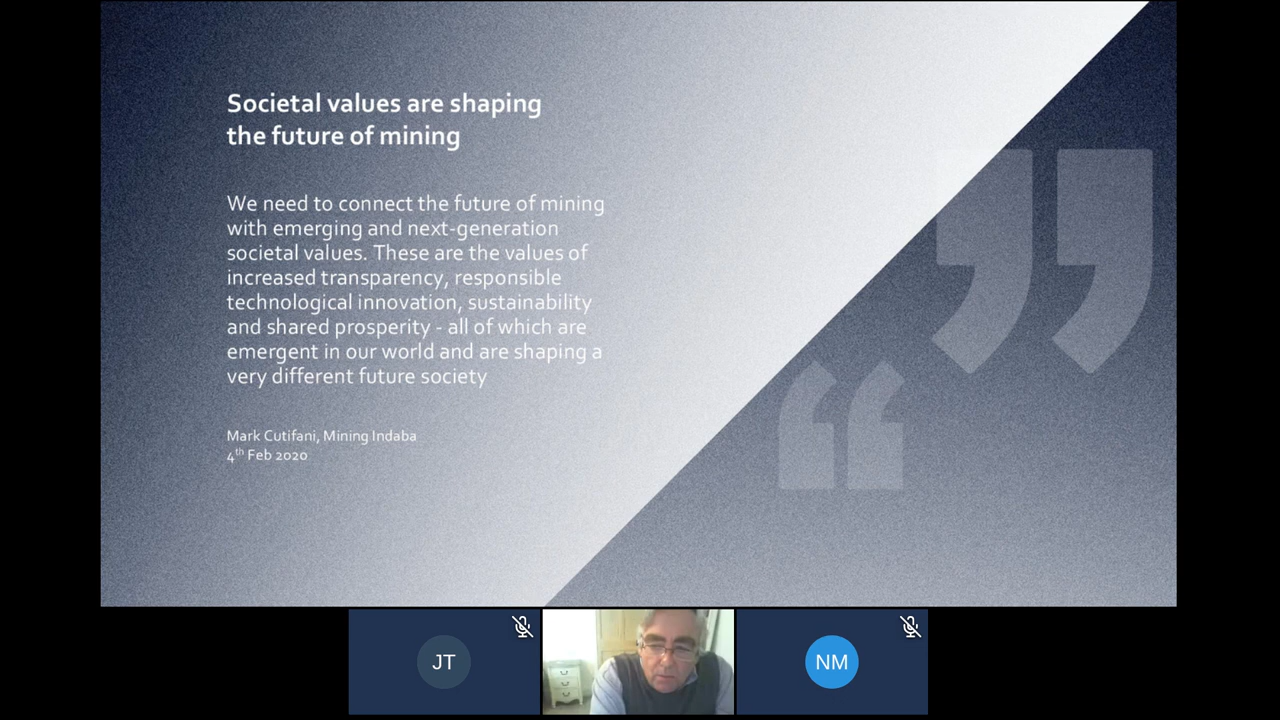 Societal values are shaping
the future of mining
We need to connect the future of mining
with emerging and next-generation
societal values. These are the values of
increased transparency, responsible
technological innovation, sustainability
and shared prosperity - all of which are
emergent in our world and are shaping a
very different future society
Mark Cutifani, Mining Indaba
4th Feb 2020
JT
NM